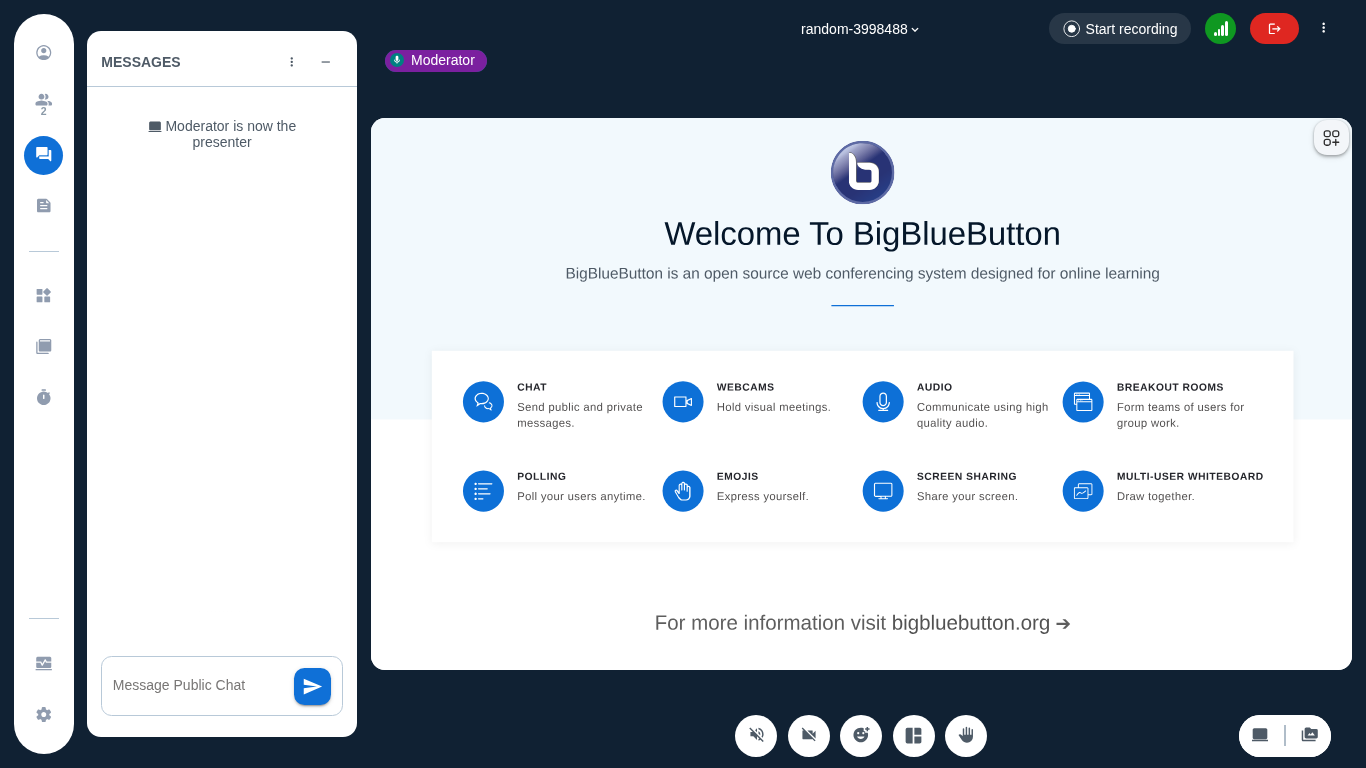 random-3998488
Start recording
Moderator
2
MESSAGES
Moderator is now the
presenter
Message Public Chat
Welcome To BigBlueButton
BigBlueButton is an open source web conferencing system designed for online learning
CHAT
Send public and private
messages.
WEBCAMS
Hold visual meetings.
AUDIO
Communicate using high
quality audio.
BREAKOUT ROOMS
Form teams of users for
group work.
POLLING
Poll your users anytime.
EMOJIS
Express yourself.
SCREEN SHARING
Share your screen.
MULTI-USER WHITEBOARD
Draw together.
For more information visit bigbluebutton.org ➔